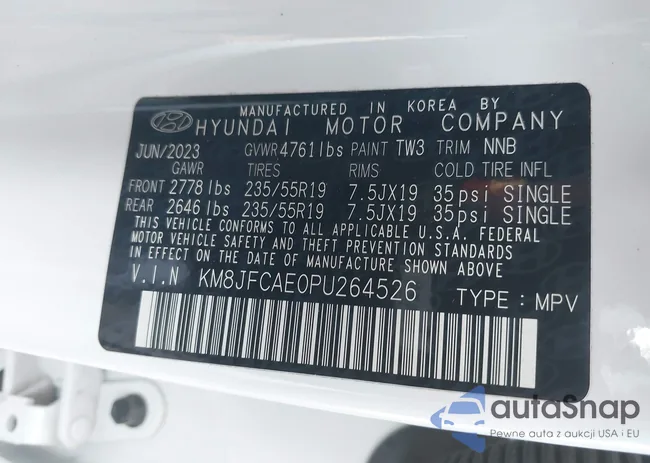 MANUFACTURED IN KOREA BY
HYUNDAI MOTOR COMPANY
JUN/2023 GVWR 4761lbs PAINT TW3 TRIM NNB
GAWR TIRES RIMS COLD TIRE INFL
FRONT 2778 lbs 235/55R19 7.5JX19 35psi SINGLE
REAR 2646 lbs 235/55R19 7.5JX19 35psi SINGLE
THIS VEHICLE CONFORMS TO ALL APPLICABLE U.S.A. FEDERAL
MOTOR VEHICLE SAFETY AND THEFT PREVENTION STANDARDS
IN EFFECT ON THE DATE OF MANUFACTURE SHOWN ABOVE.
V.I.N KM8JFCAE0PU264526 TYPE : MPV
autaSnap
Pewne auta z aukcji USA i EU